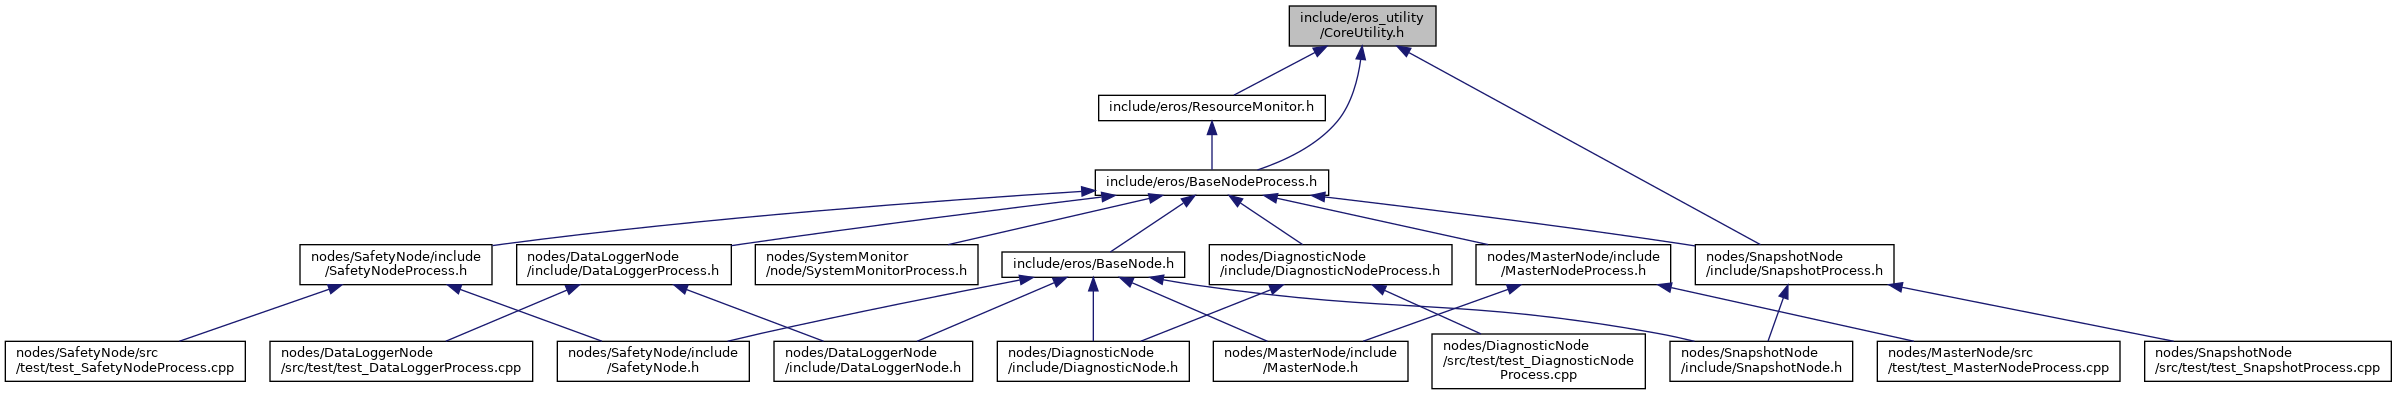 include/eros_utility
/CoreUtility.h
include/eros/ResourceMonitor.h
include/eros/BaseNodeProcess.h
nodes/SafetyNode/include
/SafetyNodeProcess.h
nodes/DataLoggerNode
/include/DataLoggerProcess.h
nodes/SystemMonitor
/node/SystemMonitorProcess.h
include/eros/BaseNode.h
nodes/DiagnosticNode
/include/DiagnosticNodeProcess.h
nodes/MasterNode/include
/MasterNodeProcess.h
nodes/SnapshotNode
/include/SnapshotProcess.h
nodes/SafetyNode/src
/test/test_SafetyNodeProcess.cpp
nodes/DataLoggerNode
/src/test/test_DataLoggerProcess.cpp
nodes/SafetyNode/include
/SafetyNode.h
nodes/DataLoggerNode
/include/DataLoggerNode.h
nodes/DiagnosticNode
/include/DiagnosticNode.h
nodes/MasterNode/include
/MasterNode.h
nodes/DiagnosticNode
/src/test/test_DiagnosticNode
Process.cpp
nodes/SnapshotNode
/include/SnapshotNode.h
nodes/MasterNode/src
/test/test_MasterNodeProcess.cpp
nodes/SnapshotNode
/src/test/test_SnapshotProcess.cpp